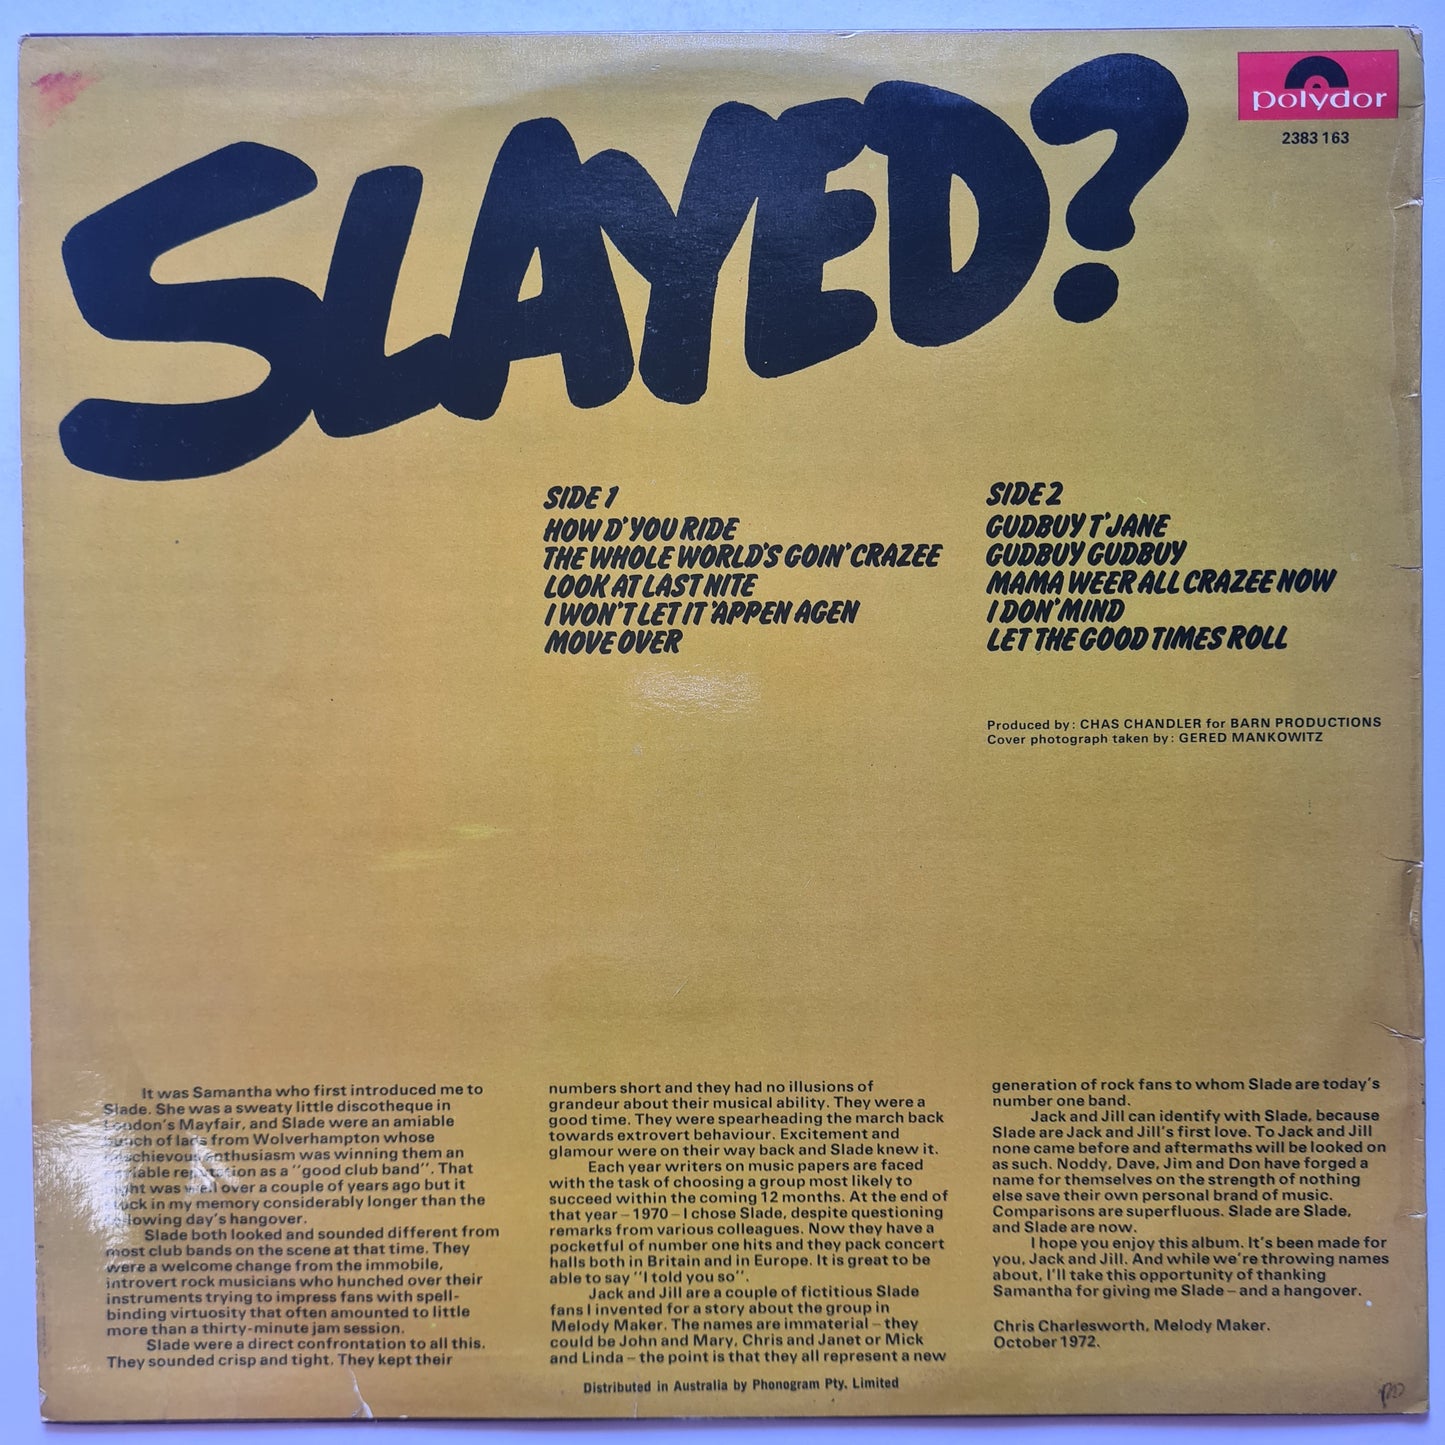 SLAYED?
polydor
2383 163
SIDE 1
HOW D'YOU RIDE
THE WHOLE WORLD'S GOIN' CRAZEE
LOOK AT LAST NITE
I WON'T LET IT 'APPEN AGEN
MOVE OVER
SIDE 2
GUDBUY T'JANE
GUDBUY GUDBUY
MAMA WEER ALL CRAZEE NOW
I DON' MIND
LET THE GOOD TIMES ROLL
Produced by: CHAS CHANDLER for BARN PRODUCTIONS
Cover photograph taken by: GERED MANKOWITZ
It was Samantha who first introduced me to
Slade. She was a sweaty little discotheque in
London's Mayfair, and Slade were an amiable
bunch of lads from Wolverhampton whose
mischievous enthusiasm was winning them an
enviable reputation as a "good club band". That
night was well over a couple of years ago but it
stuck in my memory considerably longer than the
following day's hangover.
Slade both looked and sounded different from
most club bands on the scene at that time. They
were a welcome change from the immobile,
introvert rock musicians who hunched over their
instruments trying to impress fans with spell-
binding virtuosity that often amounted to little
more than a thirty-minute jam session.
Slade were a direct confrontation to all this.
They sounded crisp and tight. They kept their
numbers short and they had no illusions of
grandeur about their musical ability. They were a
good time. They were spearheading the march back
towards extrovert behaviour. Excitement and
glamour were on their way back and Slade knew it.
Each year writers on music papers are faced
with the task of choosing a group most likely to
succeed within the coming 12 months. At the end of
that year – 1970 – I chose Slade, despite questioning
remarks from various colleagues. Now they have a
pocketful of number one hits and they pack concert
halls both in Britain and in Europe. It is great to be
able to say "I told you so".
Jack and Jill are a couple of fictitious Slade
fans I invented for a story about the group in
Melody Maker. The names are immaterial – they
could be John and Mary, Chris and Janet or Mick
and Linda – the point is that they all represent a new
generation of rock fans to whom Slade are today's
number one band.
Jack and Jill can identify with Slade, because
Slade are Jack and Jill's first love. To Jack and Jill
none came before and aftermaths will be looked on
as such. Noddy, Dave, Jim and Don have forged a
name for themselves on the strength of nothing
else save their own personal brand of music.
Comparisons are superfluous. Slade are Slade,
and Slade are now.
I hope you enjoy this album. It's been made for
you, Jack and Jill. And while we're throwing names
about, I'll take this opportunity of thanking
Samantha for giving me Slade – and a hangover.
Chris Charlesworth, Melody Maker.
October 1972.
Distributed in Australia by Phonogram Pty. Limited